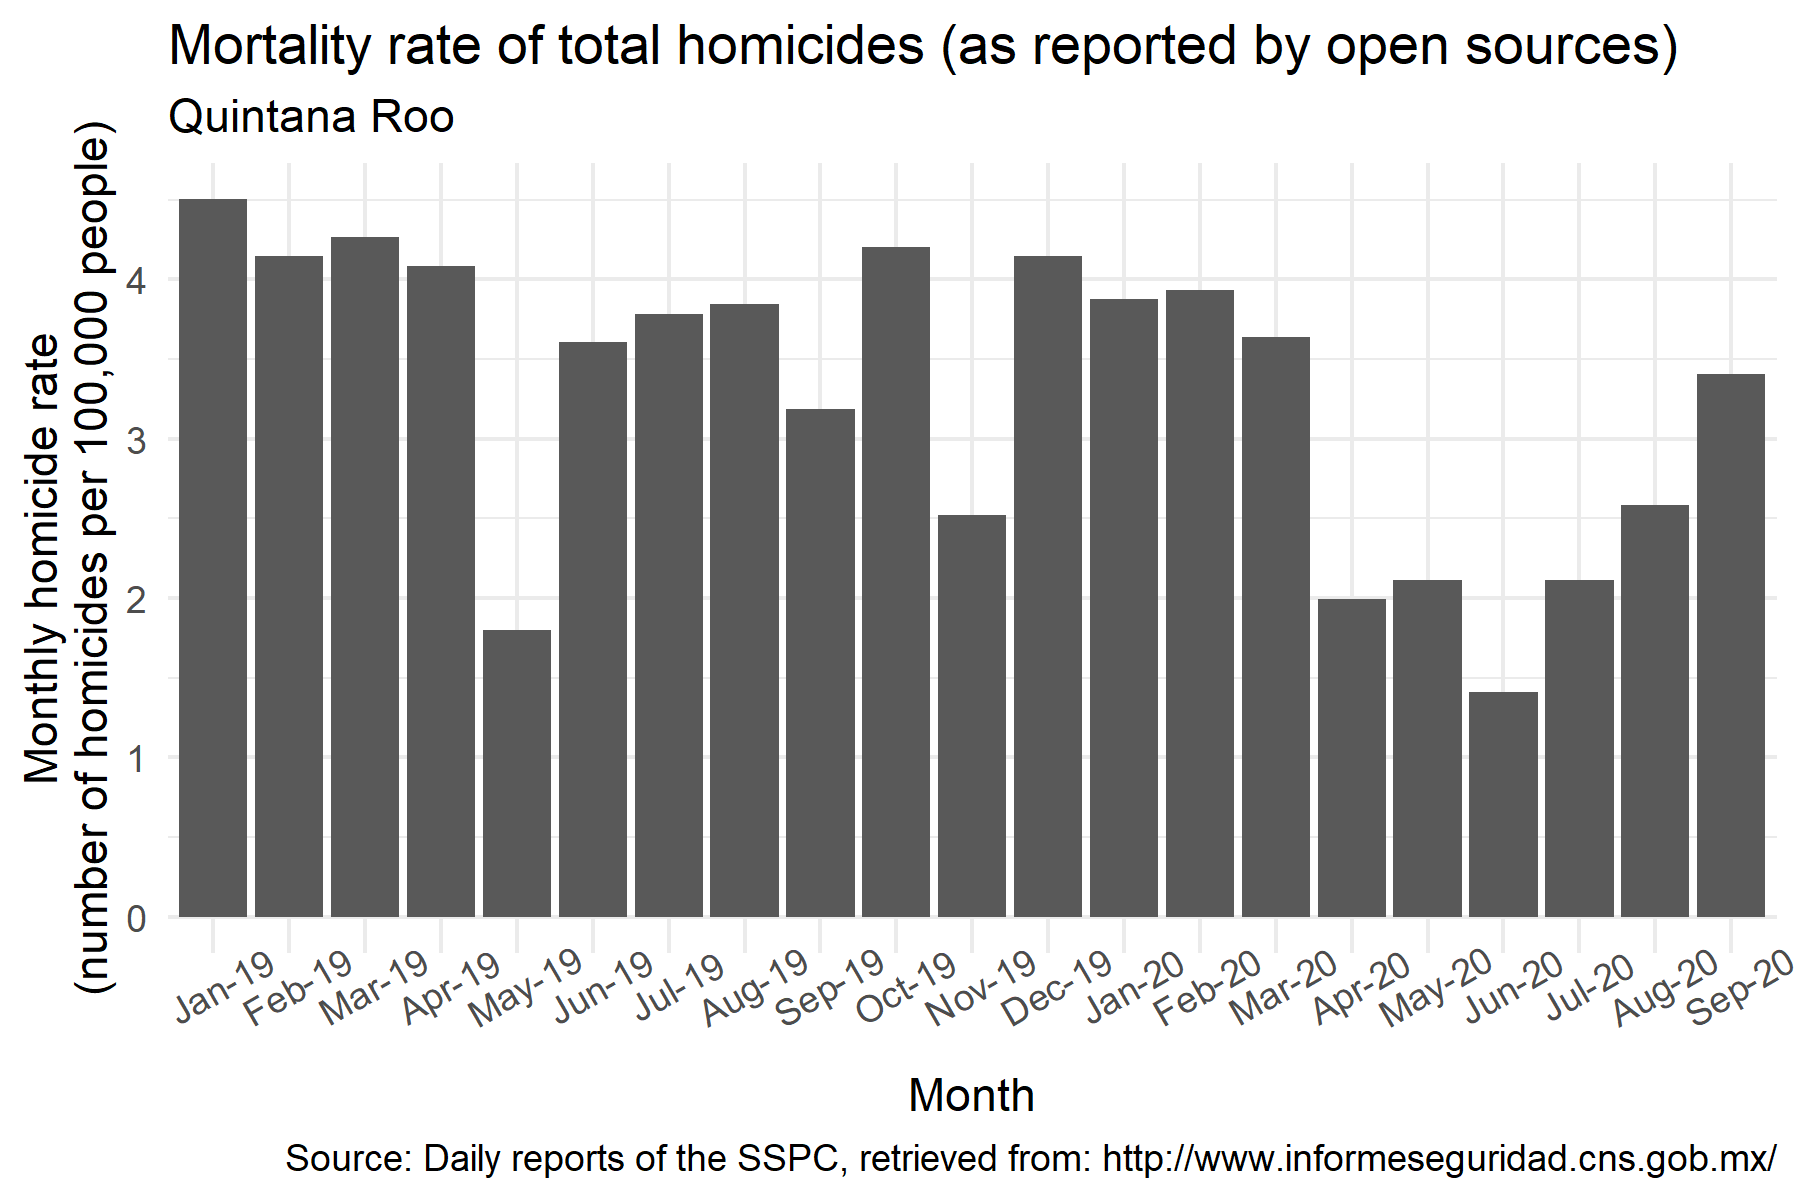 Mortality rate of total homicides (as reported by open sources)
Quintana Roo
Monthly homicide rate
(number of homicides per 100,000 people)
4
3
2
1
0
Jan-19
Feb-19
Mar-19
Apr-19
May-19
Jun-19
Jul-19
Aug-19
Sep-19
Oct-19
Nov-19
Dec-19
Jan-20
Feb-20
Mar-20
Apr-20
May-20
Jun-20
Jul-20
Aug-20
Sep-20
Month
Source: Daily reports of the SSPC, retrieved from: http://www.informeseguridad.cns.gob.mx/